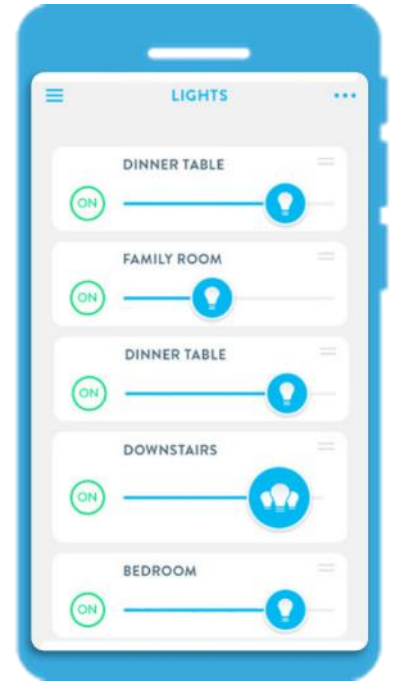 LIGHTS
DINNER TABLE
ON
FAMILY ROOM
ON
DINNER TABLE
ON
DOWNSTAIRS
ON
BEDROOM
ON